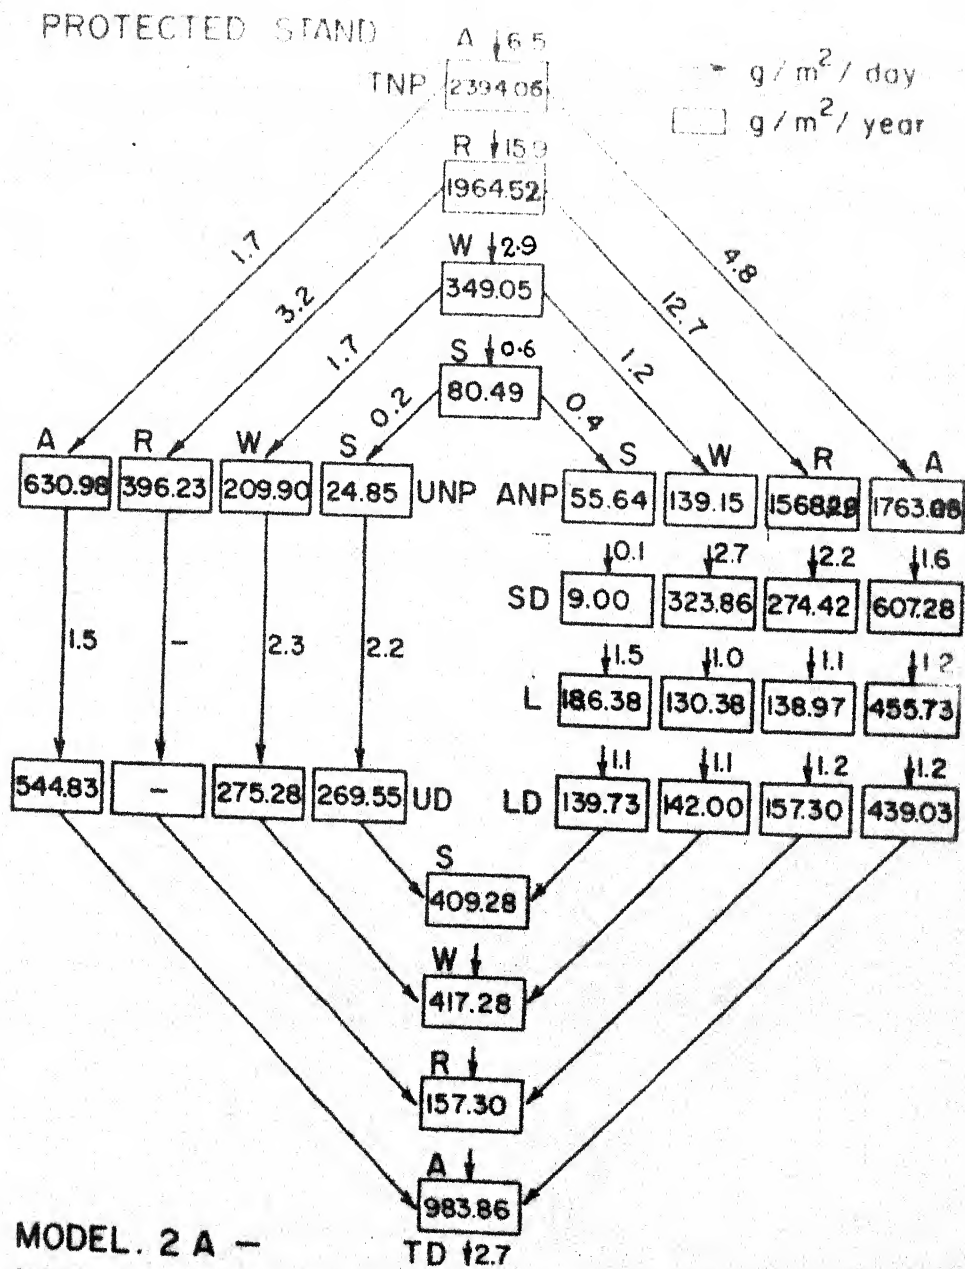 PROTECTED STAND
A 6.5
g/m²/day
TNP 2394.06
g/m²/year
R 15.9
1964.52
1.7
W 2.9
4.8
349.05
3.2
12.7
1.7
S 0.6
1.2
80.49
0.2
0.4
A R W S S W R A
630.98 396.23 209.90 24.85 UNP ANP 55.64 139.15
0.1 2.7 2.2 1.6
SD 9.00 323.86 274.42 607.28
1.5 – 2.3 2.2
1.5 1.0 1.1 1.2
L 186.38 130.38 138.97 455.73
1.1 1.1 1.2 1.2
544.83 – 275.28 269.55 UD LD 139.73 142.00 157.30 439.03
S
409.28
W
417.28
R
157.30
A
983.86
MODEL. 2 A –
TD 2.7